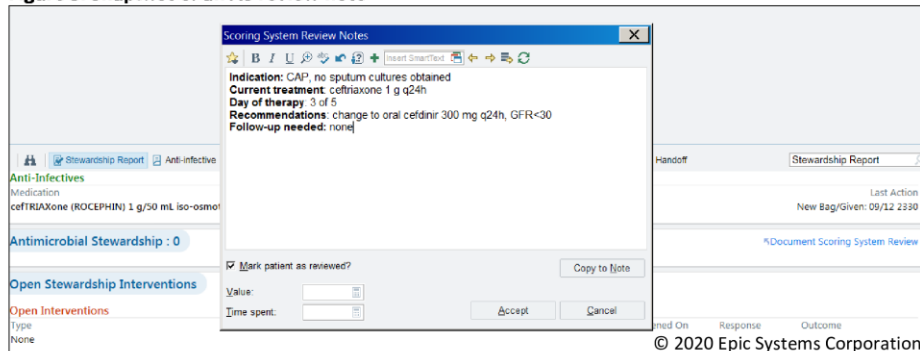 Scoring System Review Notes
X
B I U Insert SmartText
Indication: CAP, no sputum cultures obtained
Current treatment: ceftriaxone 1 g q24h
Day of therapy: 3 of 5
Recommendations: change to oral cefdinir 300 mg q24h, GFR<30
Follow-up needed: none
Stewardship Report Anti-infective Handoff Stewardship Report
Anti-Infectives
Medication Last Action
cefTRIAXone (ROCEPHIN) 1 g/50 mL iso-osmot New Bag/Given: 09/12 2330
Antimicrobial Stewardship : 0 Document Scoring System Review
Mark patient as reviewed? Copy to Note
Open Stewardship Interventions
Value:
Open Interventions Time spent: Accept Cancel
Type ened On Response Outcome
None
© 2020 Epic Systems Corporation